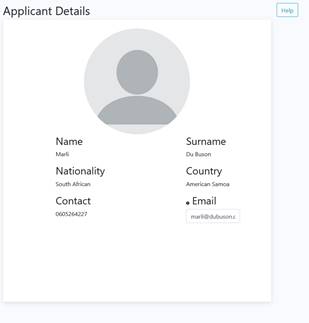 Applicant Details
Help
Name Surname
Marli Du Buson
Nationality Country
South African American Samoa
Contact Email
0605264227 marli@dubuson.c